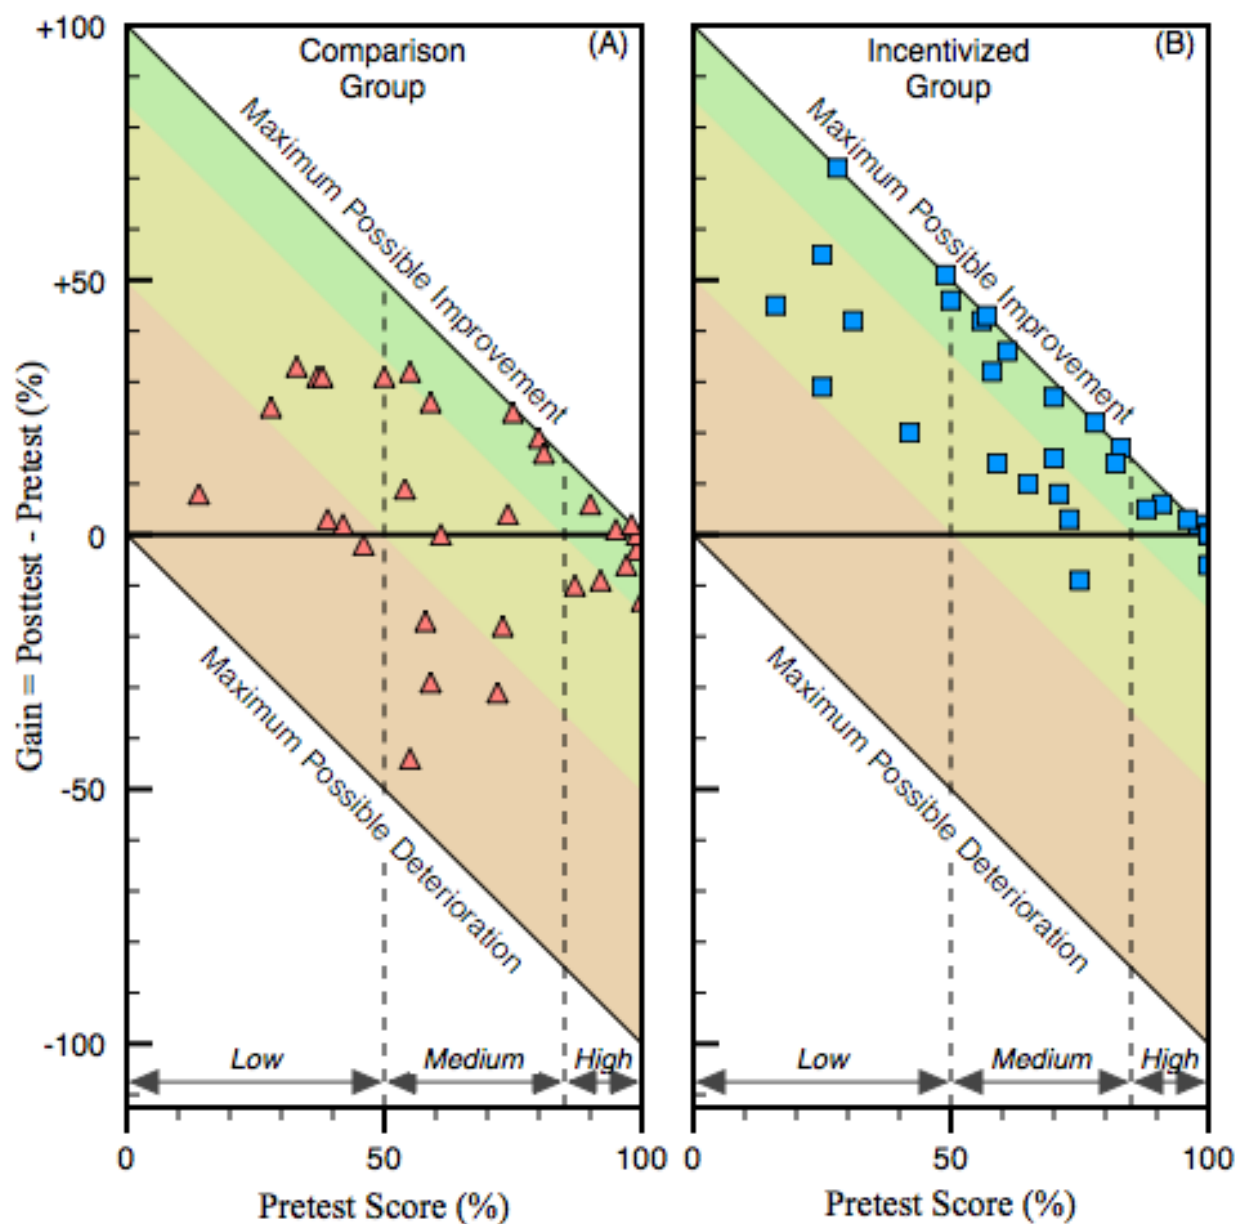 +100
+50
0
-50
-100
Gain = Posttest - Pretest (%)
Comparison
Group
(A)
Maximum Possible Improvement
Maximum Possible Deterioration
Low
Medium
High
0
50
100
Pretest Score (%)
Incentivized
Group
(B)
Maximum Possible Improvement
Maximum Possible Deterioration
Low
Medium
High
0
50
100
Pretest Score (%)